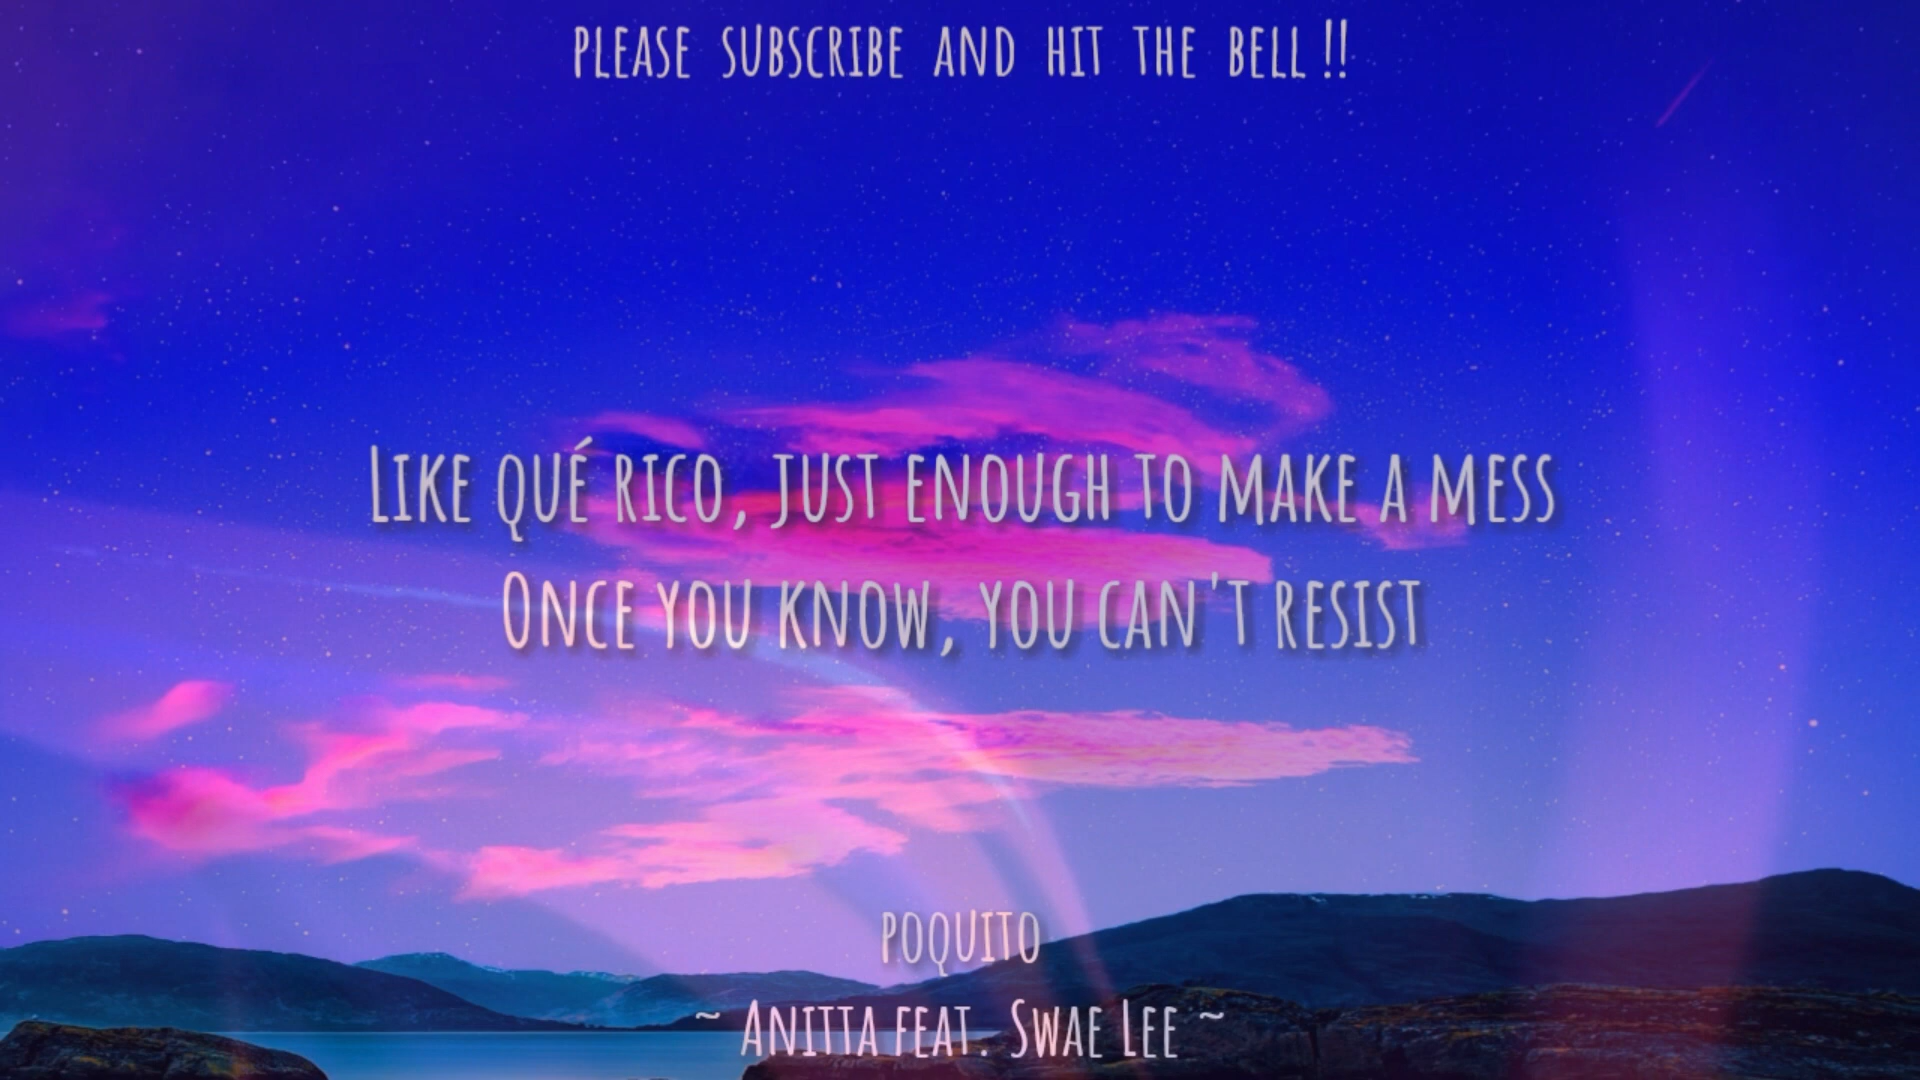 PLEASE SUBSCRIBE AND HIT THE BELL !!
LIKE QUÉ RICO, JUST ENOUGH TO MAKE A MESS
ONCE YOU KNOW, YOU CAN'T RESIST
POQUITO
~ ANITTA FEAT. SWAE LEE ~